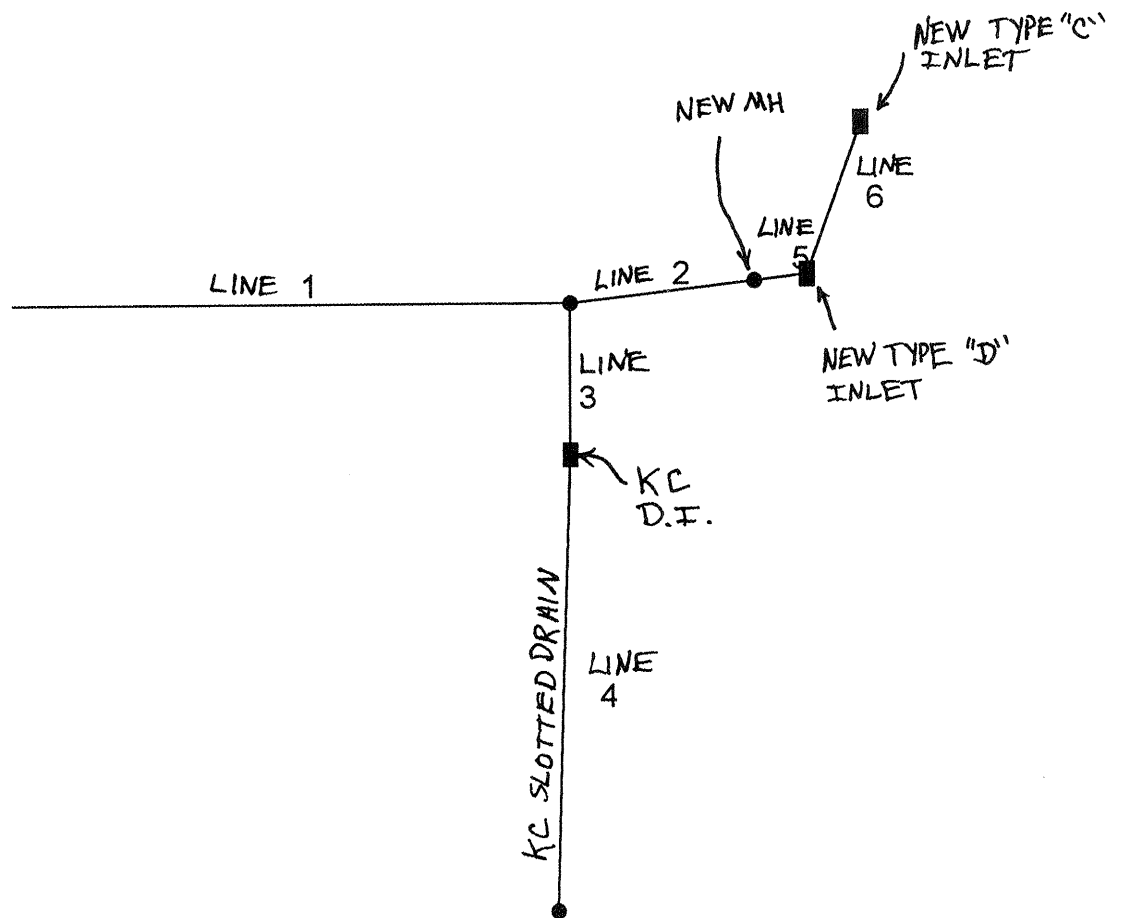 NEW TYPE "C"
INLET
NEW MH
LINE
6
LINE
5
LINE 1
LINE 2
NEW TYPE "D"
INLET
LINE
3
KC
D.I.
KC SLOTTED DRAIN
LINE
4